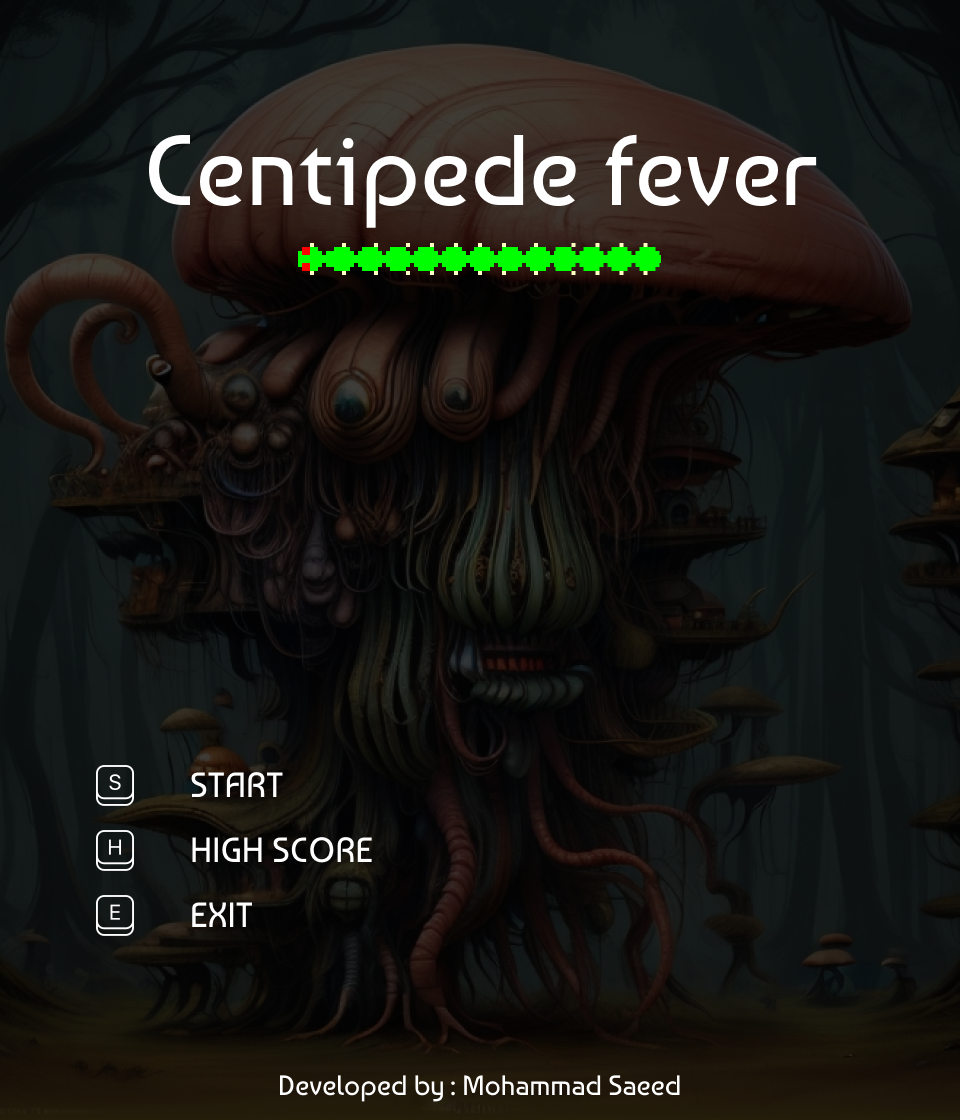 Centipede fever
S START
H HIGH SCORE
E EXIT
Developed by : Mohammad Saeed